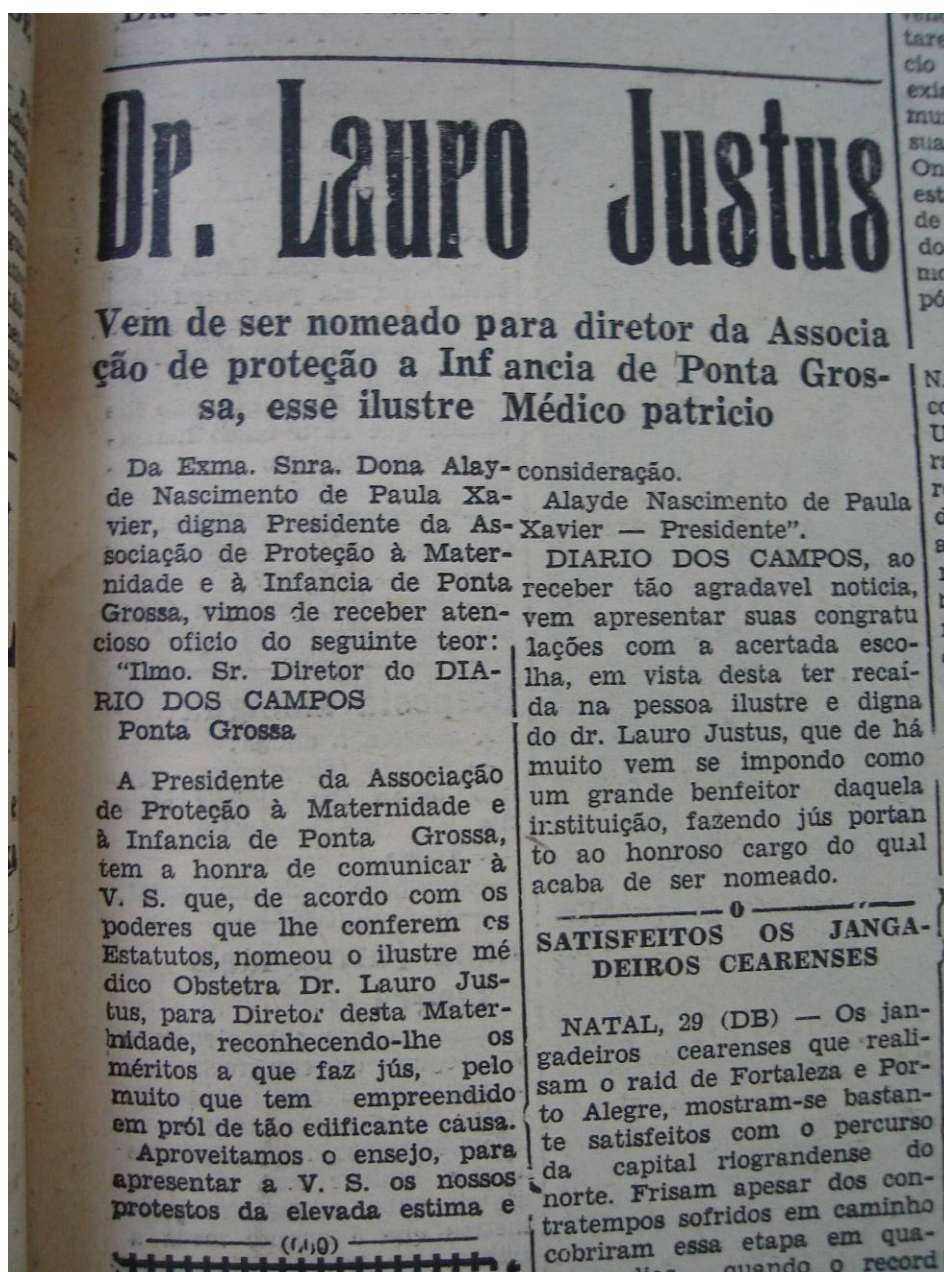 Dr. Lauro Justus
Vem de ser nomeado para diretor da Associa
ção de proteção a Inf ancia de Ponta Gros-
sa, esse ilustre Médico patricio
Da Exma. Snra. Dona Alay-
de Nascimento de Paula Xa-
vier, digna Presidente da As-
sociação de Proteção à Mater-
nidade e à Infancia de Ponta
Grossa, vimos de receber aten-
cioso oficio do seguinte teor:
"Ilmo. Sr. Diretor do DIA-
RIO DOS CAMPOS
Ponta Grossa
A Presidente da Associação
de Proteção à Maternidade e
à Infancia de Ponta Grossa,
tem a honra de comunicar à
V. S. que, de acordo com os
poderes que lhe conferem os
Estatutos, nomeou o ilustre mé
dico Obstetra Dr. Lauro Jus-
tus, para Diretor desta Mater-
nidade, reconhecendo-lhe os
méritos a que faz jús, pelo
muito que tem empreendido
em pról de tão edificante causa.
Aproveitamos o ensejo, para
apresentar a V. S. os nossos
protestos da elevada estima e
consideração.
Alayde Nascimento de Paula
Xavier — Presidente".
DIARIO DOS CAMPOS, ao
receber tão agradavel noticia,
vem apresentar suas congratu
lações com a acertada esco-
lha, em vista desta ter recaí-
da na pessoa ilustre e digna
do dr. Lauro Justus, que de há
muito vem se impondo como
um grande benfeitor daquela
instituição, fazendo jús portan
to ao honroso cargo do qual
acaba de ser nomeado.
SATISFEITOS OS JANGA-
DEIROS CEARENSES
NATAL, 29 (DB) — Os jan-
gadeiros cearenses que reali-
sam o raid de Fortaleza e Por-
to Alegre, mostram-se bastan-
te satisfeitos com o percurso
da capital riograndense do
norte. Frisam apesar dos con-
tratempos sofridos em caminho
cobriram essa etapa em qua-
quando o record